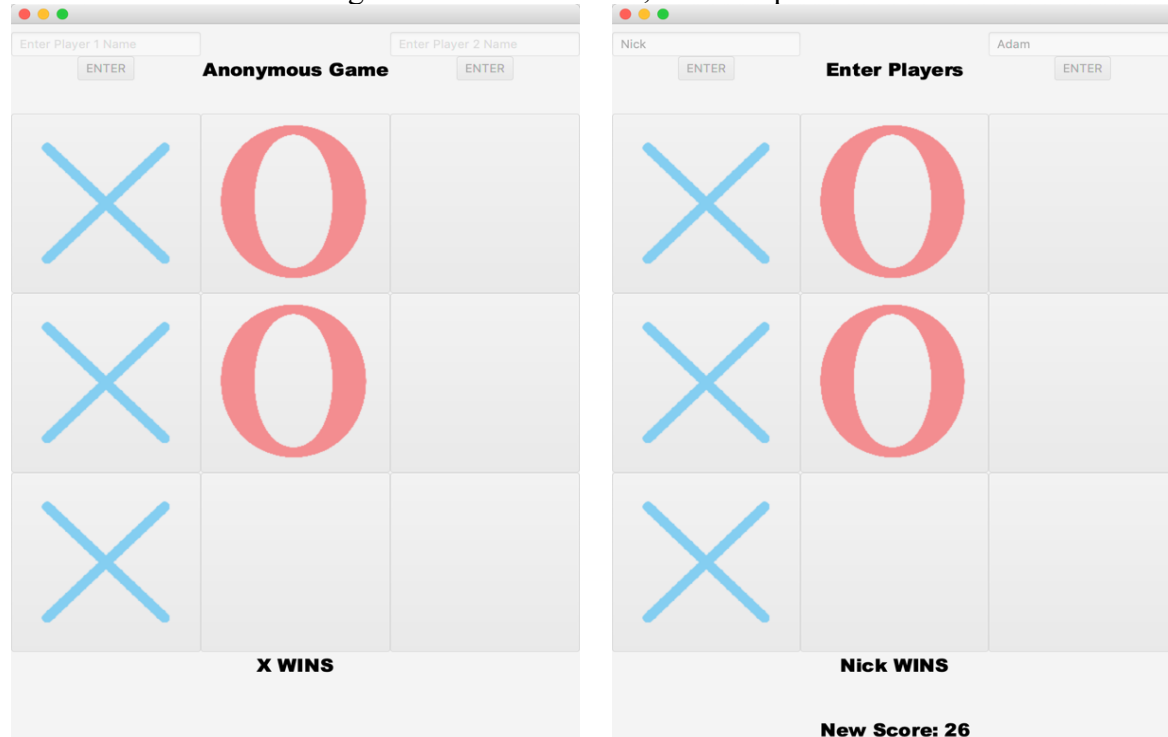 Enter Player 1 Name
Enter Player 2 Name
ENTER
Anonymous Game
ENTER
X
O
X
O
X
X WINS
Nick
Adam
ENTER
Enter Players
ENTER
X
O
X
O
X
Nick WINS
New Score: 26